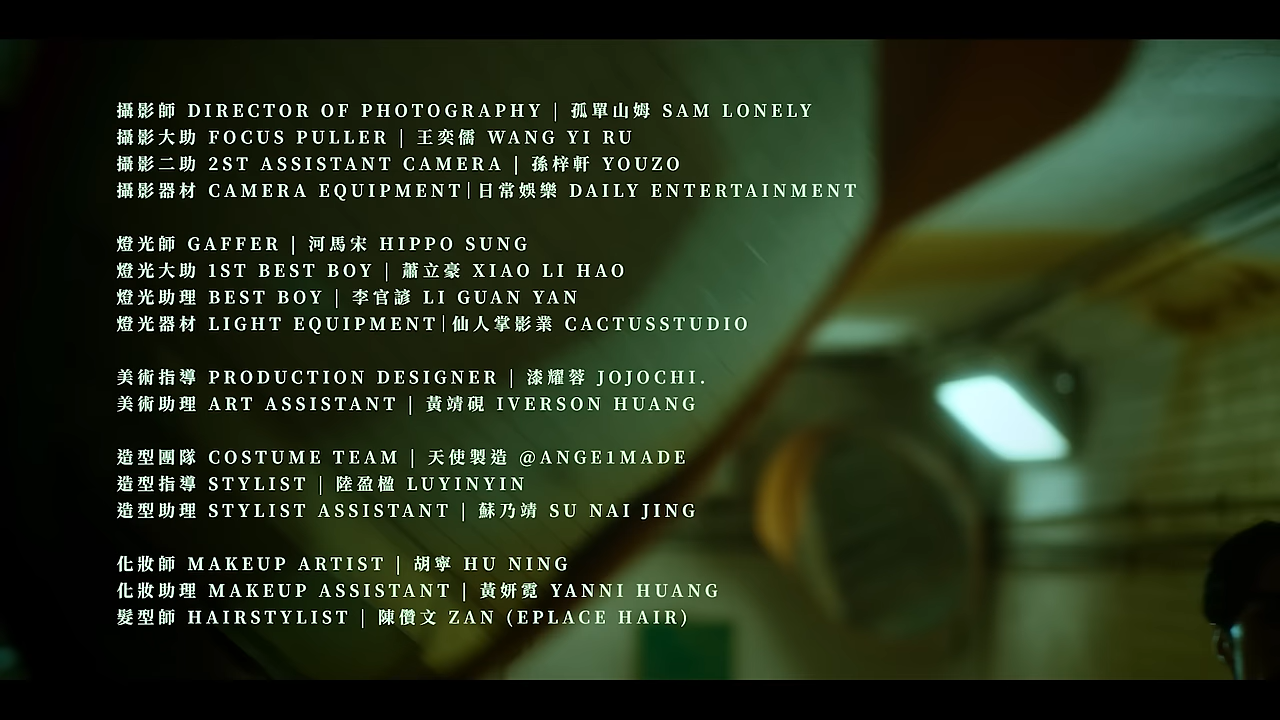 攝影師 DIRECTOR OF PHOTOGRAPHY | 孤單山姆 SAM LONELY
攝影大助 FOCUS PULLER | 王奕儒 WANG YI RU
攝影二助 2ST ASSISTANT CAMERA | 孫梓軒 YOUZO
攝影器材 CAMERA EQUIPMENT|日常娛樂 DAILY ENTERTAINMENT
燈光師 GAFFER | 河馬宋 HIPPO SUNG
燈光大助 1ST BEST BOY | 蕭立豪 XIAO LI HAO
燈光助理 BEST BOY | 李官諺 LI GUAN YAN
燈光器材 LIGHT EQUIPMENT|仙人掌影業 CACTUSSTUDIO
美術指導 PRODUCTION DESIGNER | 漆耀蓉 JOJOCHI.
美術助理 ART ASSISTANT | 黃靖硯 IVERSON HUANG
造型團隊 COSTUME TEAM | 天使製造 @ANGE1MADE
造型指導 STYLIST | 陸盈楹 LUYINYIN
造型助理 STYLIST ASSISTANT | 蘇乃靖 SU NAI JING
化妝師 MAKEUP ARTIST | 胡寧 HU NING
化妝助理 MAKEUP ASSISTANT | 黃妍霓 YANNI HUANG
髮型師 HAIRSTYLIST | 陳儹文 ZAN (EPLACE HAIR)